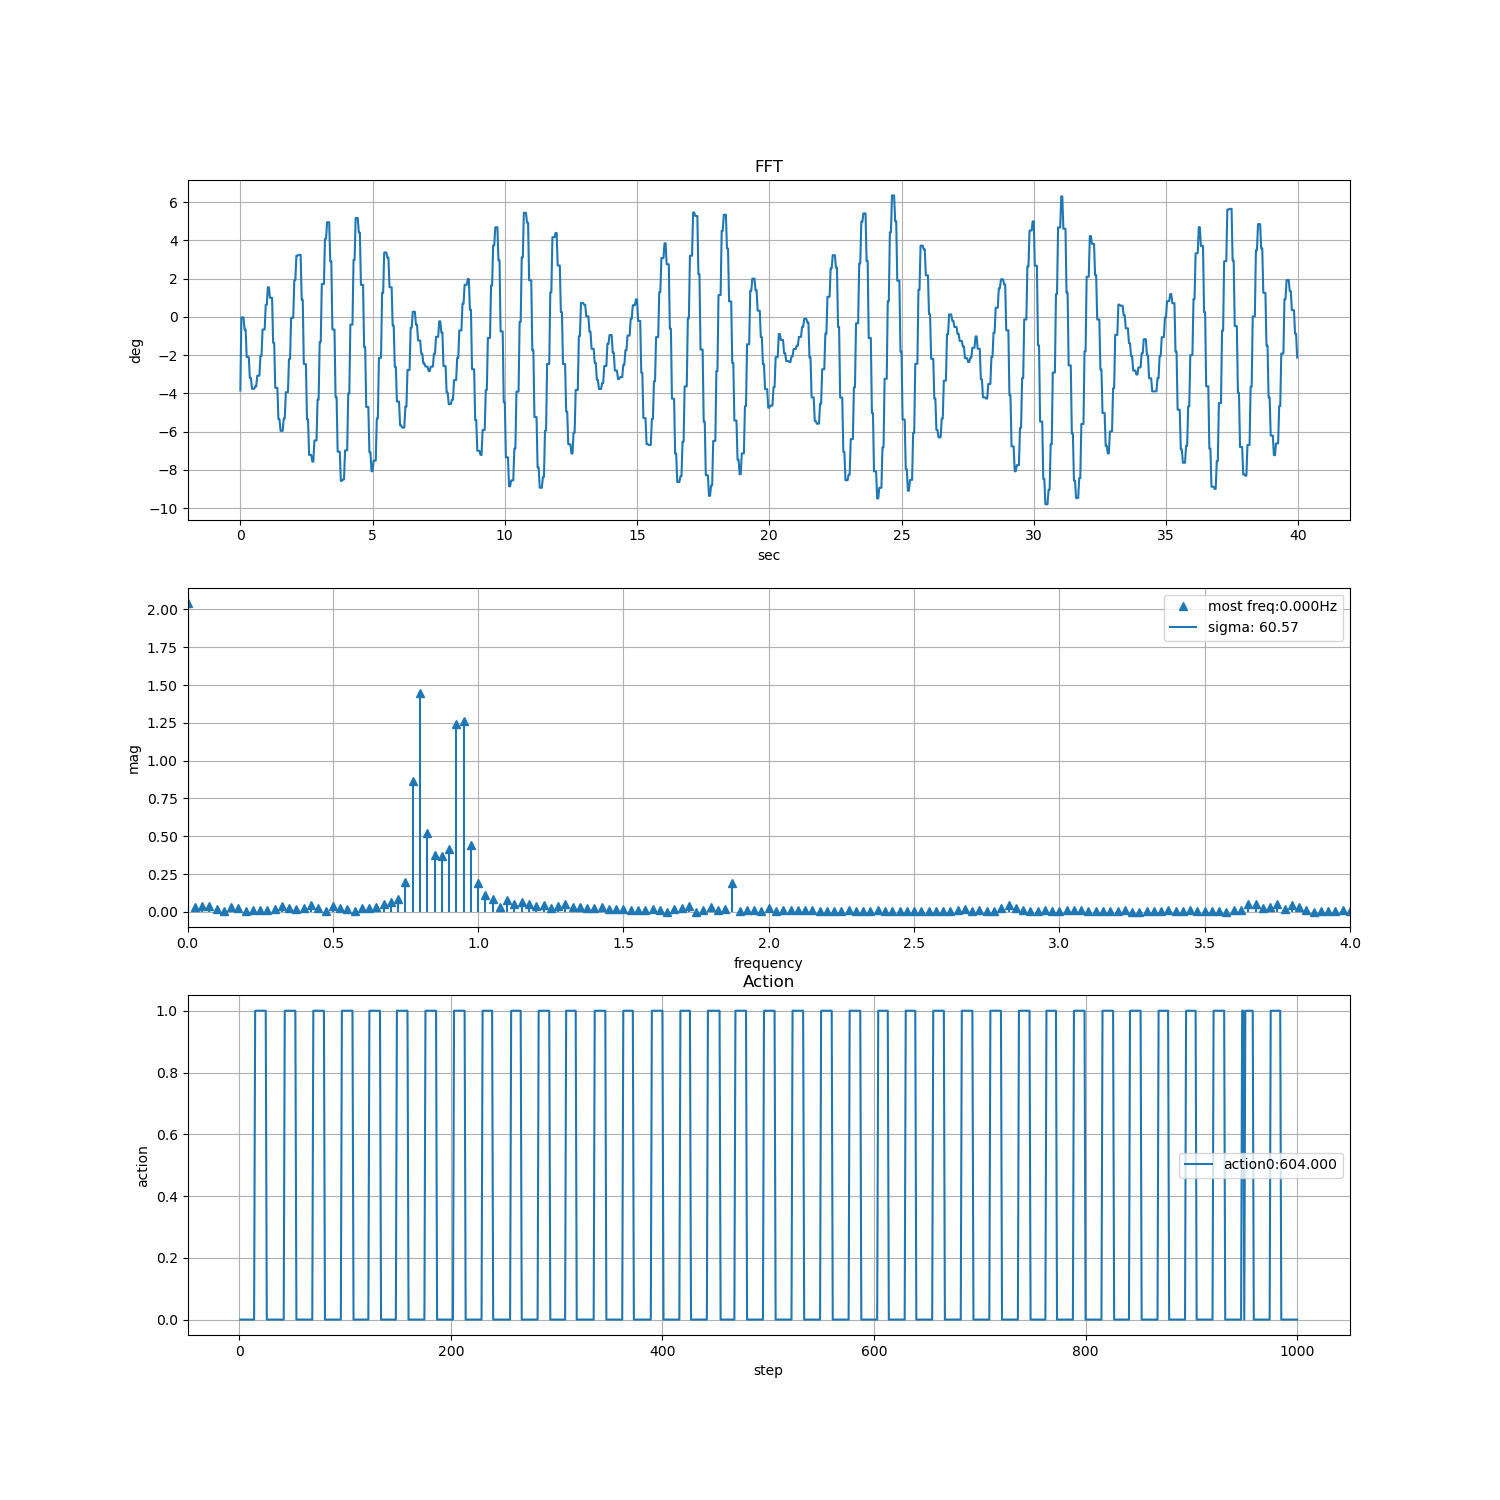 FFT
6
4
2
0
−2
−4
−6
−8
−10
deg
0 5 10 15 20 25 30 35 40
sec
2.00
1.75
1.50
1.25
1.00
0.75
0.50
0.25
0.00
mag
most freq:0.000Hz
sigma: 60.57
0.0 0.5 1.0 1.5 2.0 2.5 3.0 3.5 4.0
frequency
Action
1.0
0.8
0.6
0.4
0.2
0.0
action
action0:604.000
0 200 400 600 800 1000
step